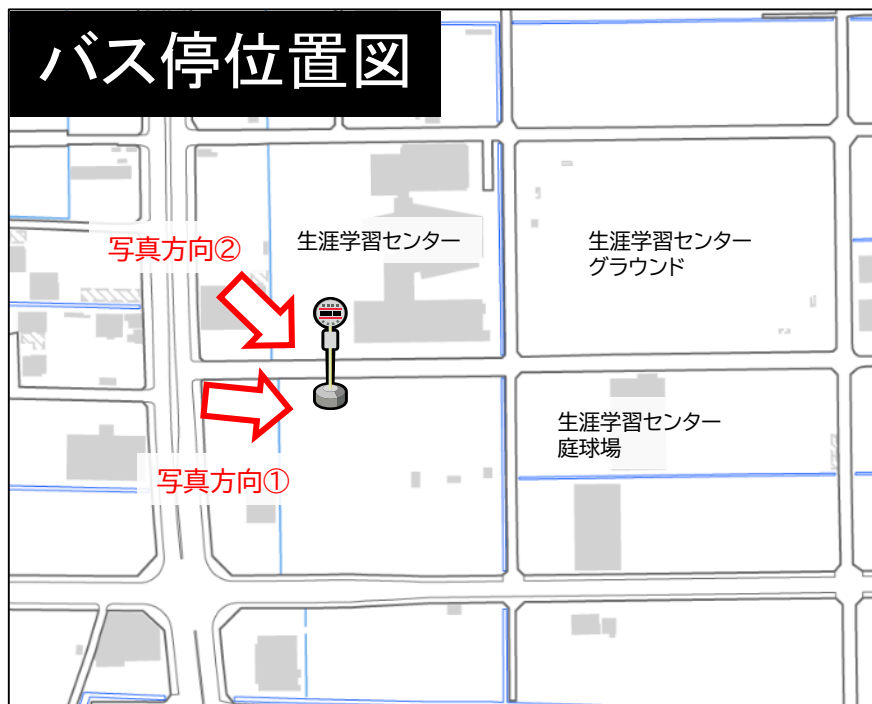 バス停位置図
生涯学習センター
生涯学習センター
グラウンド
写真方向②
生涯学習センター
庭球場
写真方向①